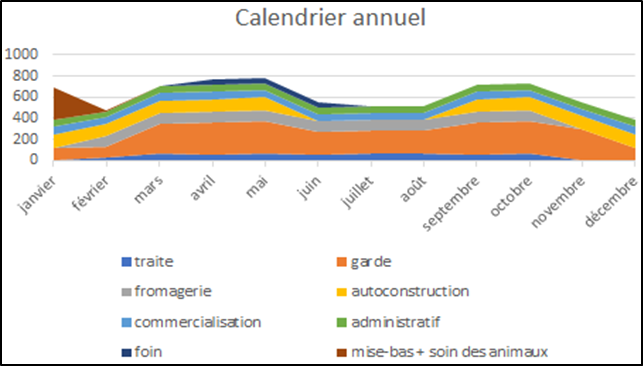 Calendrier annuel
1000
800
600
400
200
0
janvier février mars avril mai juin juillet août septembre octobre novembre décembre
traite garde
fromagerie autoconstruction
commercialisation administratif
foin mise-bas + soin des animaux